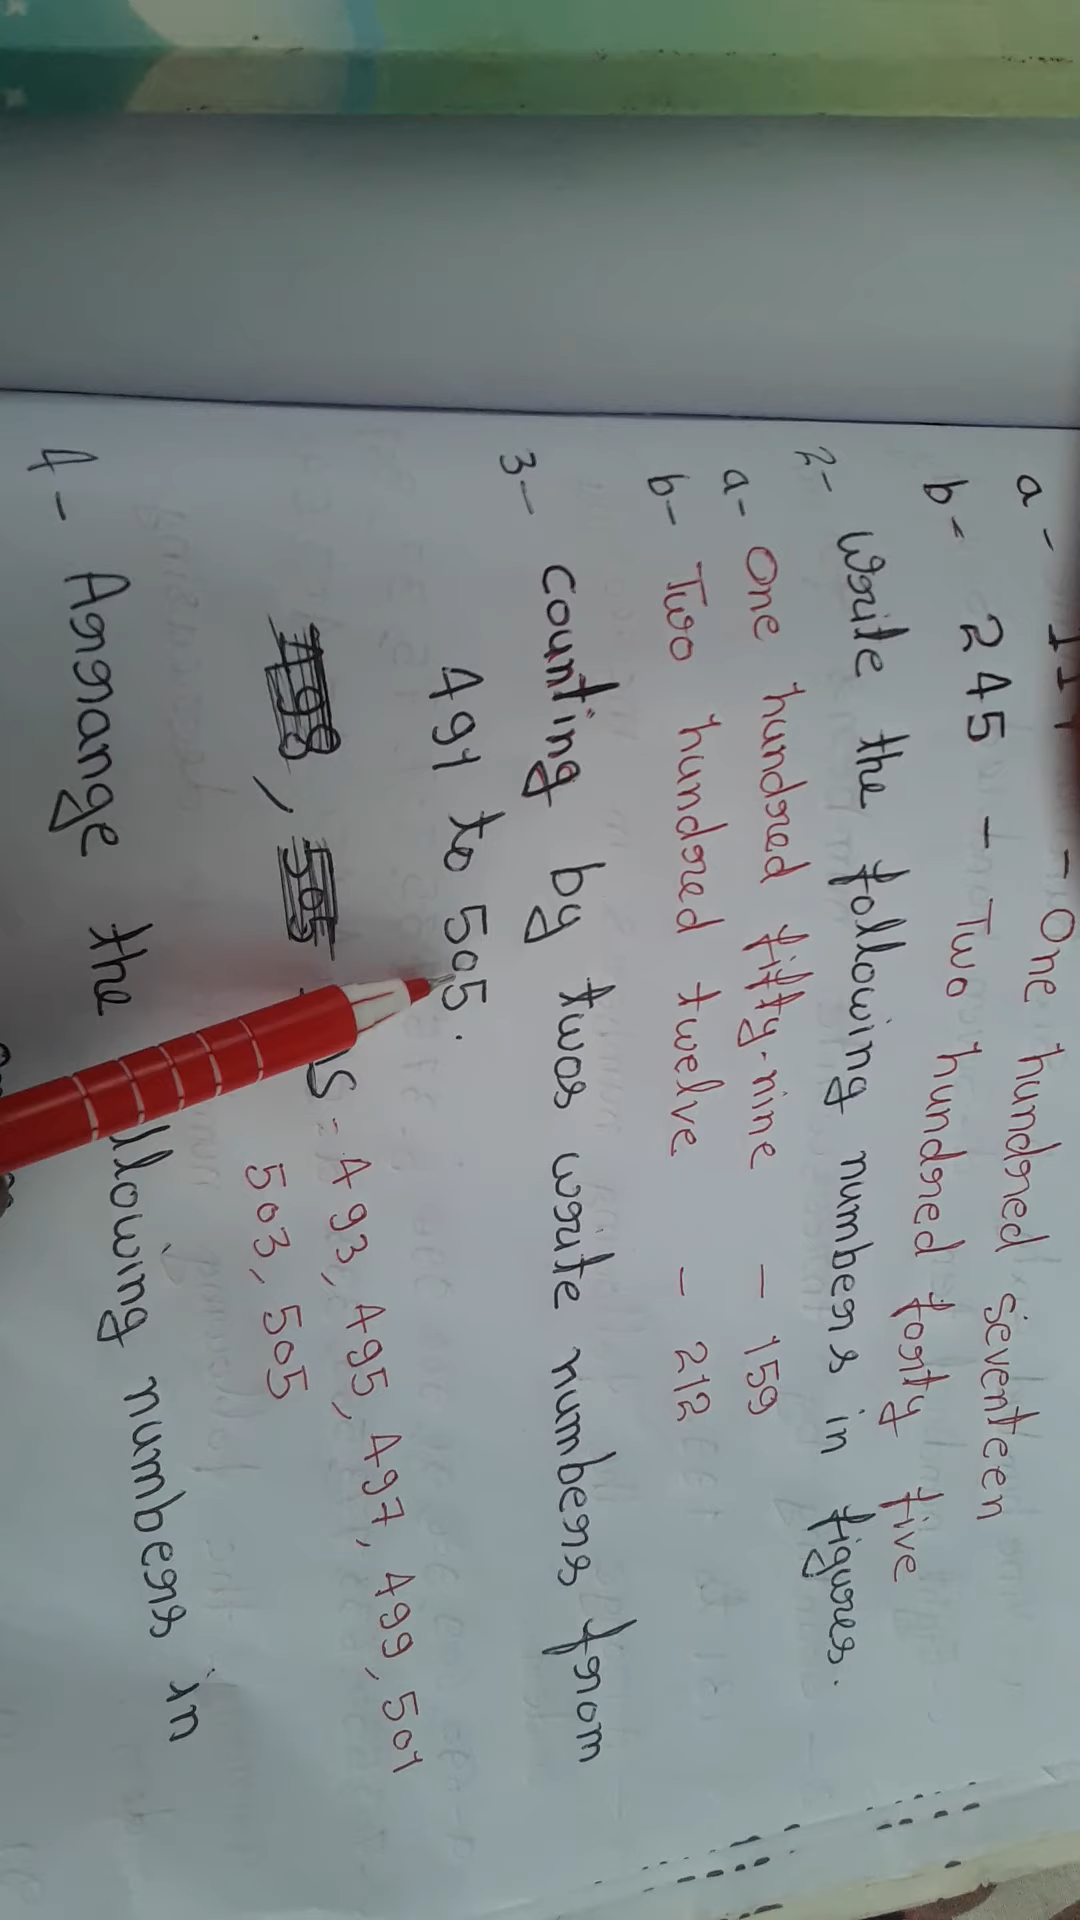 a- - One hundred seventeen
b- 245 - Two hundred forty five
2- write the following numbers in figures.
a- One hundred fifty-nine - 159
b- Two hundred twelve - 212
3- counting by twos write numbers from
491 to 505.
= 493, 495, 497, 499, 501
503, 505
4- Arrange the llowing numbers in